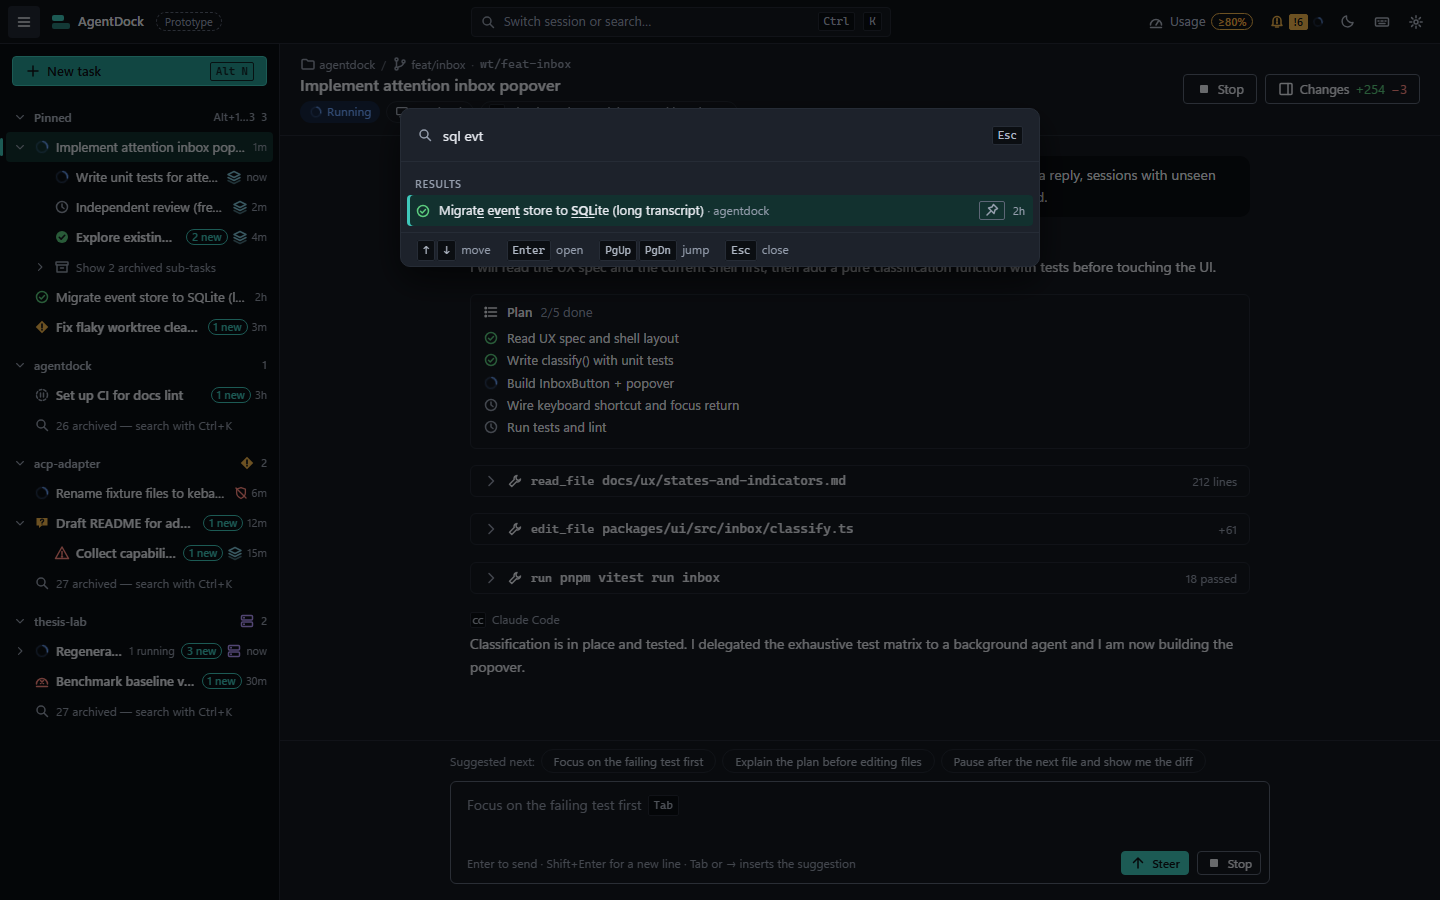 AgentDock Prototype
Switch session or search... Ctrl K
Usage ≥80% !6
New task Alt N
Pinned Alt+1...3 3
Implement attention inbox pop... 1m
Write unit tests for atte... now
Independent review (fre... 2m
Explore existin... 2 new 4m
Show 2 archived sub-tasks
Migrate event store to SQLite (l... 2h
Fix flaky worktree clea... 1 new 3m
agentdock 1
Set up CI for docs lint 1 new 3h
26 archived — search with Ctrl+K
acp-adapter 2
Rename fixture files to keba... 6m
Draft README for ad... 1 new 12m
Collect capabili... 1 new 15m
27 archived — search with Ctrl+K
thesis-lab 2
Regenera... 1 running 3 new now
Benchmark baseline v... 1 new 30m
27 archived — search with Ctrl+K
agentdock / feat/inbox · wt/feat-inbox
Implement attention inbox popover
Running
Stop
Changes +254 −3
sql evt Esc
RESULTS
Migrate event store to SQLite (long transcript) · agentdock 2h
↑ ↓ move Enter open PgUp PgDn jump Esc close
a reply, sessions with unseen
d.
I will read the UX spec and the current shell first, then add a pure classification function with tests before touching the UI.
Plan 2/5 done
Read UX spec and shell layout
Write classify() with unit tests
Build InboxButton + popover
Wire keyboard shortcut and focus return
Run tests and lint
read_file docs/ux/states-and-indicators.md 212 lines
edit_file packages/ui/src/inbox/classify.ts +61
run pnpm vitest run inbox 18 passed
CC Claude Code
Classification is in place and tested. I delegated the exhaustive test matrix to a background agent and I am now building the
popover.
Suggested next: Focus on the failing test first Explain the plan before editing files Pause after the next file and show me the diff
Focus on the failing test first Tab
Enter to send · Shift+Enter for a new line · Tab or → inserts the suggestion
Steer
Stop